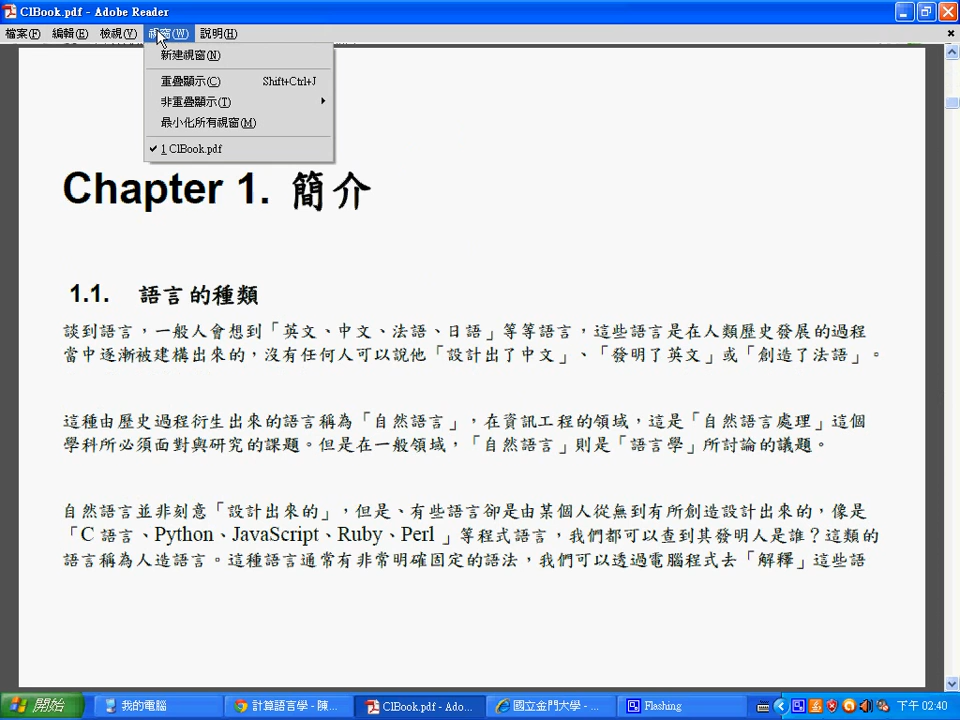 ClBook.pdf - Adobe Reader
檔案(F) 編輯(E) 檢視(V) 視窗(W) 說明(H)
新建視窗(N)
重疊顯示(C) Shift+Ctrl+J
非重疊顯示(T)
最小化所有視窗(M)
1 ClBook.pdf
Chapter 1. 簡介
1.1. 語言的種類
談到語言，一般人會想到「英文、中文、法語、日語」等等語言，這些語言是在人類歷史發展的過程
當中逐漸被建構出來的，沒有任何人可以說他「設計出了中文」、「發明了英文」或「創造了法語」。
這種由歷史過程衍生出來的語言稱為「自然語言」，在資訊工程的領域，這是「自然語言處理」這個
學科所必須面對與研究的課題。但是在一般領域，「自然語言」則是「語言學」所討論的議題。
自然語言並非刻意「設計出來的」，但是、有些語言卻是由某個人從無到有所創造設計出來的，像是
「C 語言、Python、JavaScript、Ruby、Perl 」等程式語言，我們都可以查到其發明人是誰？這類的
語言稱為人造語言。這種語言通常有非常明確固定的語法，我們可以透過電腦程式去「解釋」這些語
開始 我的電腦 計算語言學 - 陳... ClBook.pdf - Ado... 國立金門大學 - ... Flashing 下午 02:40